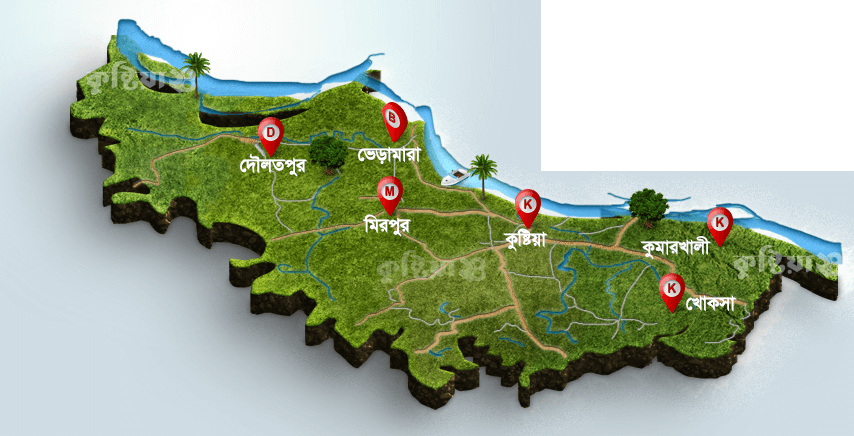 D
দৌলতপুর
B
ভেড়ামারা
M
মিরপুর
K
কুষ্টিয়া
K
কুমারখালী
K
খোকসা